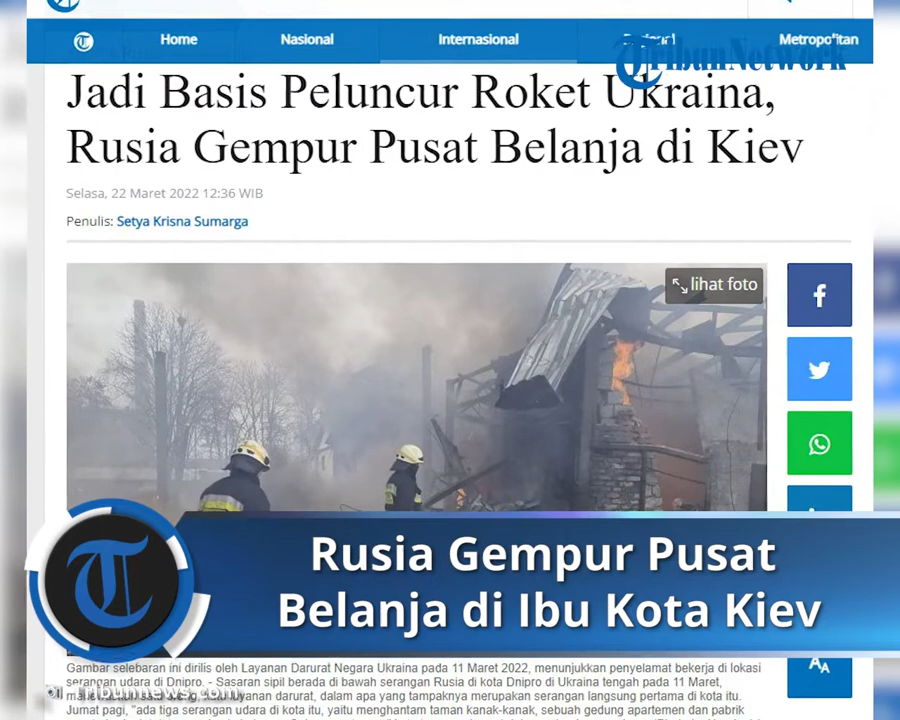 Home Nasional Internasional Regional Metropolitan
TribunNetwork
Jadi Basis Peluncur Roket Ukraina,
Rusia Gempur Pusat Belanja di Kiev
Selasa, 22 Maret 2022 12:36 WIB
Penulis: Setya Krisna Sumarga
lihat foto
Rusia Gempur Pusat
Belanja di Ibu Kota Kiev
Gambar selebaran ini dirilis oleh Layanan Darurat Negara Ukraina pada 11 Maret 2022, menunjukkan penyelamat bekerja di lokasi
serangan udara di Dnipro. - Sasaran sipil berada di bawah serangan Rusia di kota Dnipro di Ukraina tengah pada 11 Maret,
layanan darurat, dalam apa yang tampaknya merupakan serangan langsung pertama di kota itu.
Tribunnews.com
Jumat pagi, "ada tiga serangan udara di kota itu, yaitu menghantam taman kanak-kanak, sebuah gedung apartemen dan pabrik